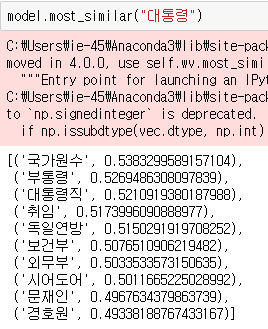 model.most_similar("대통령")
C:\Users\ie-45\Anaconda3\lib\site-pac
moved in 4.0.0, use self.wv.most_simi
"""Entry point for launching an IPyt
C:\Users\ie-45\Anaconda3\lib\site-pac
to `np.signedinteger` is deprecated.
if np.issubdtype(vec.dtype, np.int)
[('국가원수', 0.5383299589157104),
('부통령', 0.5269486308097839),
('대통령직', 0.5210919380187988),
('취임', 0.5173996090888977),
('독일연방', 0.5150291919708252),
('보건부', 0.5076510906219482),
('외무부', 0.5033533573150635),
('시어도어', 0.5011665225028992),
('문재인', 0.4967634379863739),
('경호원', 0.49338188767433167)]